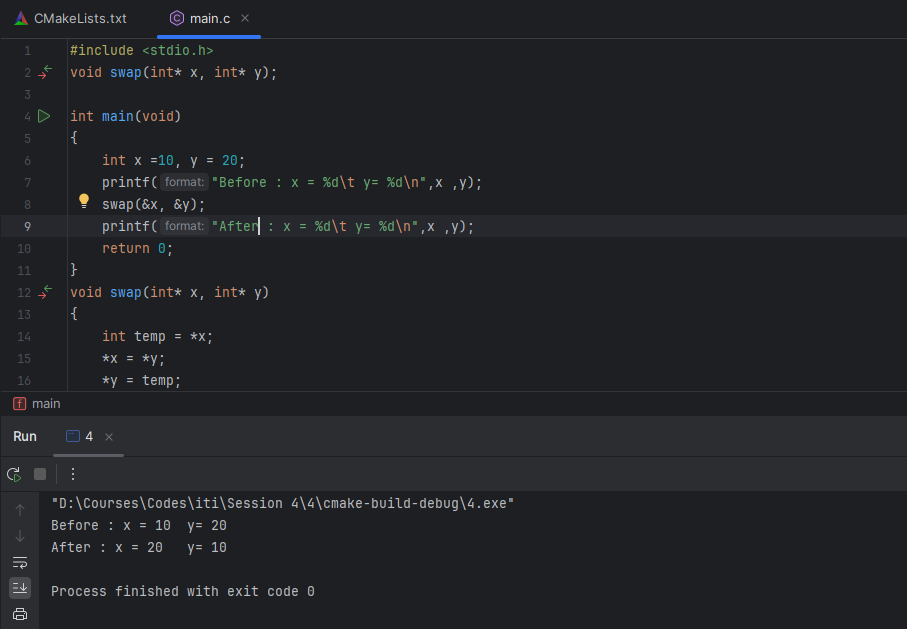 CMakeLists.txt
main.c
1 #include <stdio.h>
2 void swap(int* x, int* y);
3
4 int main(void)
5 {
6     int x =10, y = 20;
7     printf( format: "Before : x = %d\t y= %d\n",x ,y);
8     swap(&x, &y);
9     printf( format: "After : x = %d\t y= %d\n",x ,y);
10     return 0;
11 }
12 void swap(int* x, int* y)
13 {
14     int temp = *x;
15     *x = *y;
16     *y = temp;
f main
Run 4
"D:\Courses\Codes\iti\Session 4\4\cmake-build-debug\4.exe"
Before : x = 10  y= 20
After : x = 20   y= 10
Process finished with exit code 0